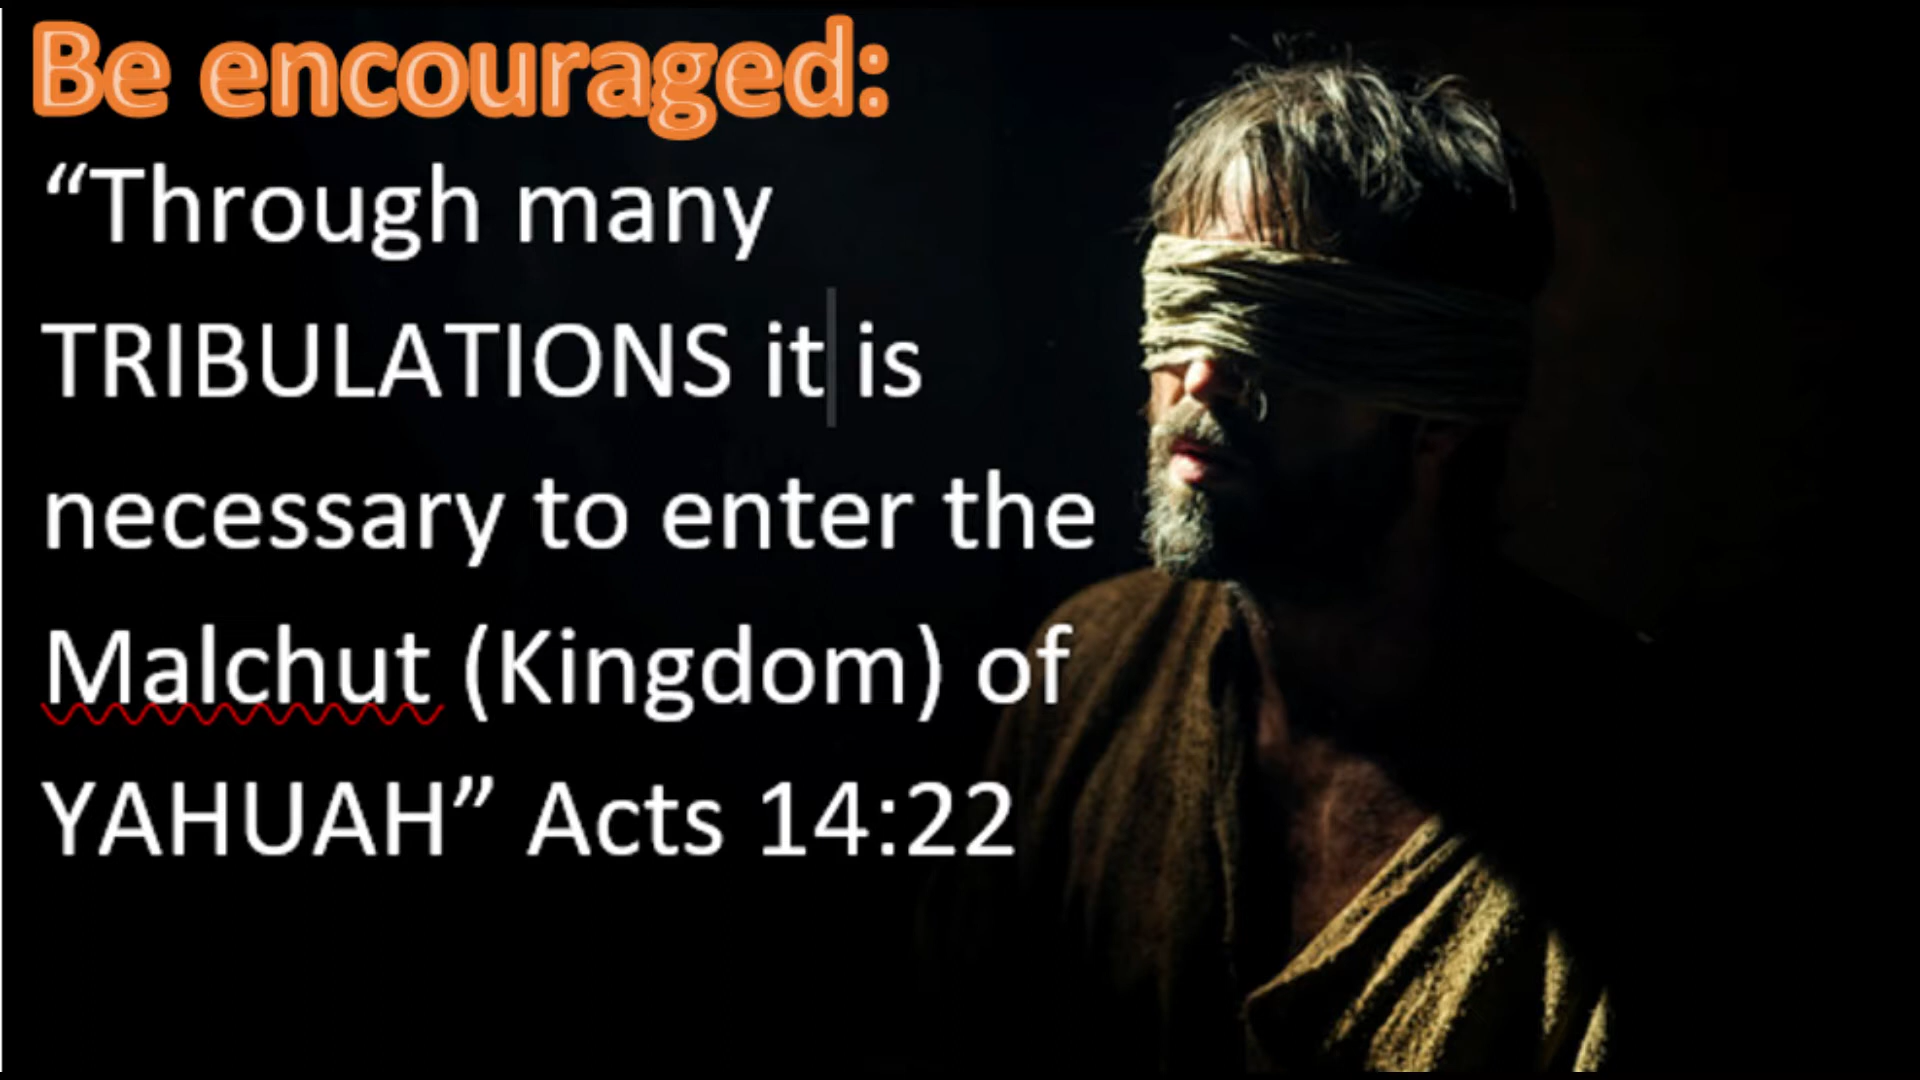 Be encouraged:
“Through many
TRIBULATIONS it is
necessary to enter the
Malchut (Kingdom) of
YAHUAH” Acts 14:22